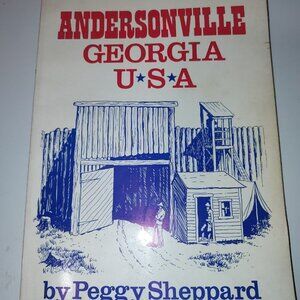 ANDERSONVILLE
GEORGIA
U★S★A
by Peggy Sheppard